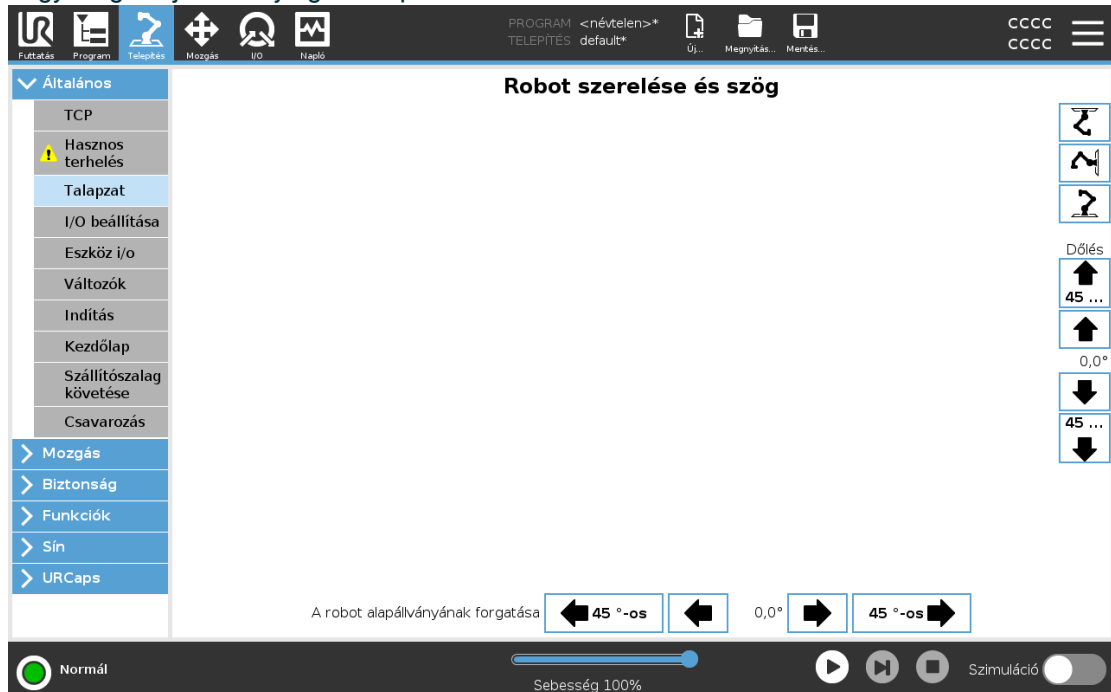 PROGRAM <névtelen>*
TELEPÍTÉS default*
Futtatás Program Telepítés Mozgás I/O Napló
Új... Megnyitás... Mentés...
cccc
cccc
Általános
TCP
Hasznos
terhelés
Talapzat
I/O beállítása
Eszköz i/o
Változók
Indítás
Kezdőlap
Szállítószalag
követése
Csavarozás
Mozgás
Biztonság
Funkciók
Sín
URCaps
Robot szerelése és szög
Dőlés
45 ...
0,0°
45 ...
A robot alapállványának forgatása 45 °-os 0,0° 45 °-os
Normál
Sebesség 100%
Szimuláció